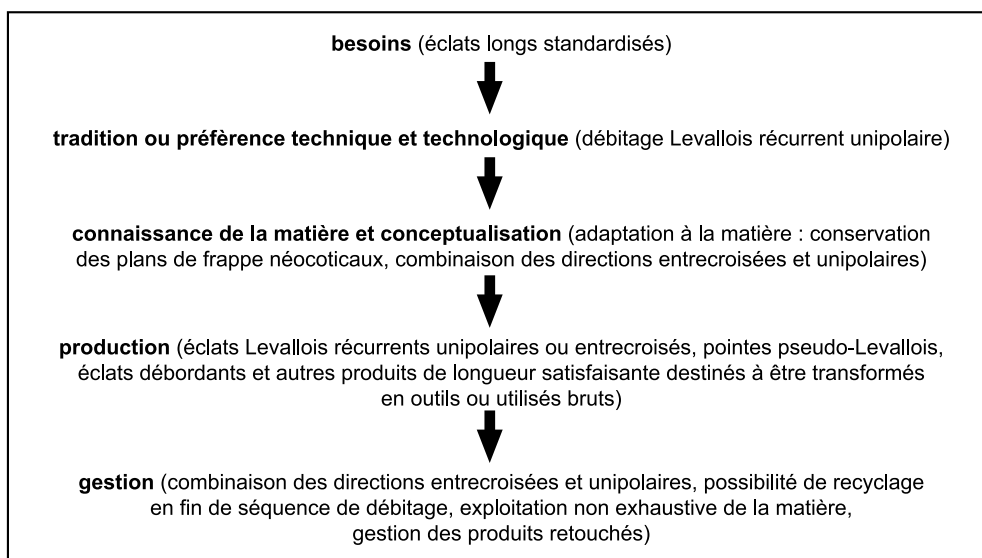 besoins (éclats longs standardisés)
tradition ou préfèrence technique et technologique (débitage Levallois récurrent unipolaire)
connaissance de la matière et conceptualisation (adaptation à la matière : conservation
des plans de frappe néocoticaux, combinaison des directions entrecroisées et unipolaires)
production (éclats Levallois récurrents unipolaires ou entrecroisés, pointes pseudo-Levallois,
éclats débordants et autres produits de longueur satisfaisante destinés à être transformés
en outils ou utilisés bruts)
gestion (combinaison des directions entrecroisées et unipolaires, possibilité de recyclage
en fin de séquence de débitage, exploitation non exhaustive de la matière,
gestion des produits retouchés)